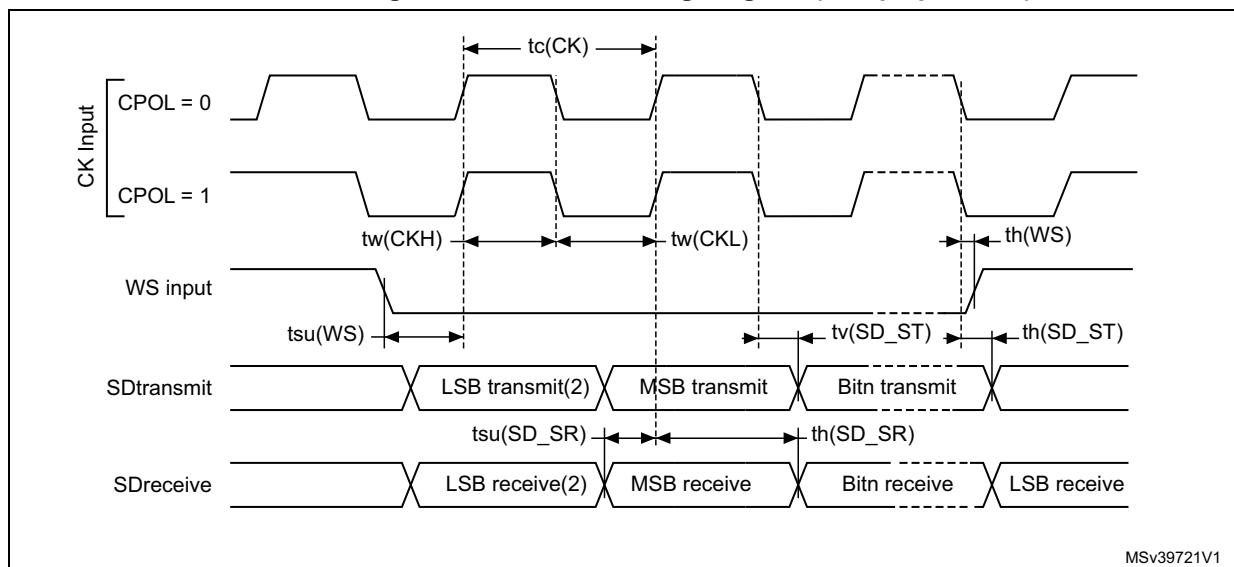 tc(CK)
CK Input
CPOL = 0
CPOL = 1
tw(CKH)
tw(CKL)
th(WS)
WS input
tsu(WS)
tv(SD_ST)
th(SD_ST)
SDtransmit
LSB transmit(2)
MSB transmit
Bitn transmit
tsu(SD_SR)
th(SD_SR)
SDreceive
LSB receive(2)
MSB receive
Bitn receive
LSB receive
MSv39721V1